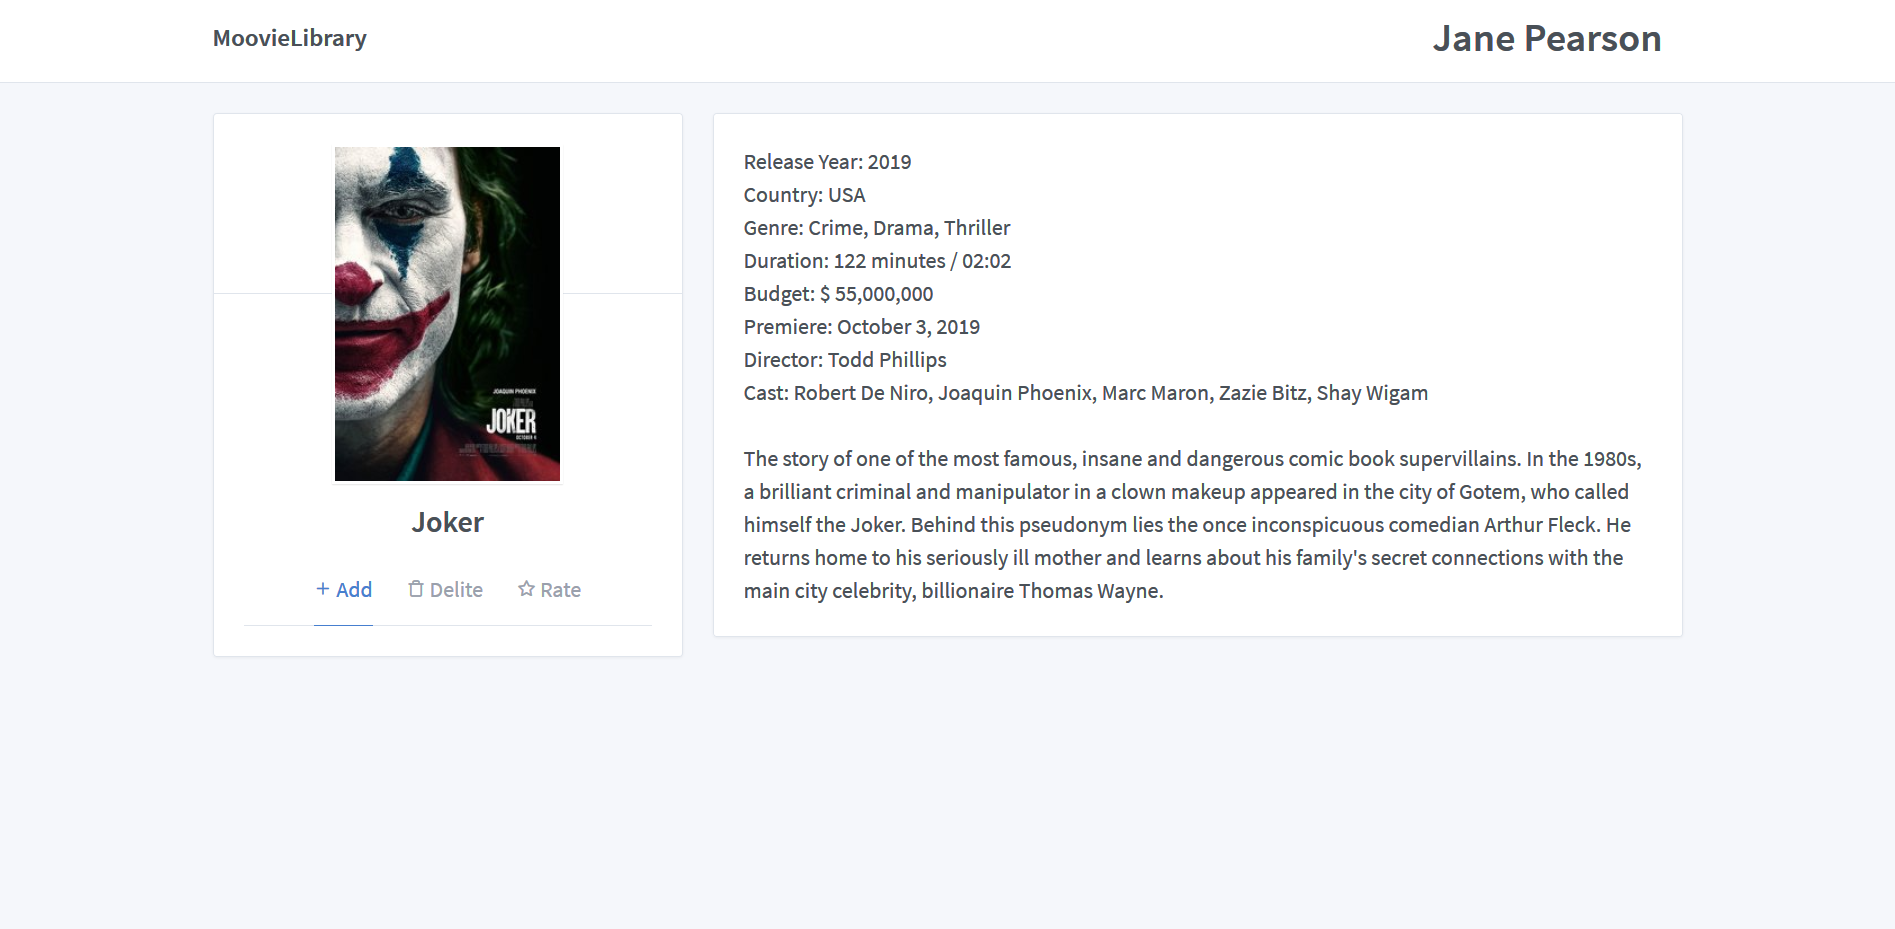 MoovieLibrary
Jane Pearson
JOAQUIN PHOENIX
JOKER
OCTOBER 4
Joker
+ Add
Delite
Rate
Release Year: 2019
Country: USA
Genre: Crime, Drama, Thriller
Duration: 122 minutes / 02:02
Budget: $ 55,000,000
Premiere: October 3, 2019
Director: Todd Phillips
Cast: Robert De Niro, Joaquin Phoenix, Marc Maron, Zazie Bitz, Shay Wigam
The story of one of the most famous, insane and dangerous comic book supervillains. In the 1980s,
a brilliant criminal and manipulator in a clown makeup appeared in the city of Gotem, who called
himself the Joker. Behind this pseudonym lies the once inconspicuous comedian Arthur Fleck. He
returns home to his seriously ill mother and learns about his family's secret connections with the
main city celebrity, billionaire Thomas Wayne.